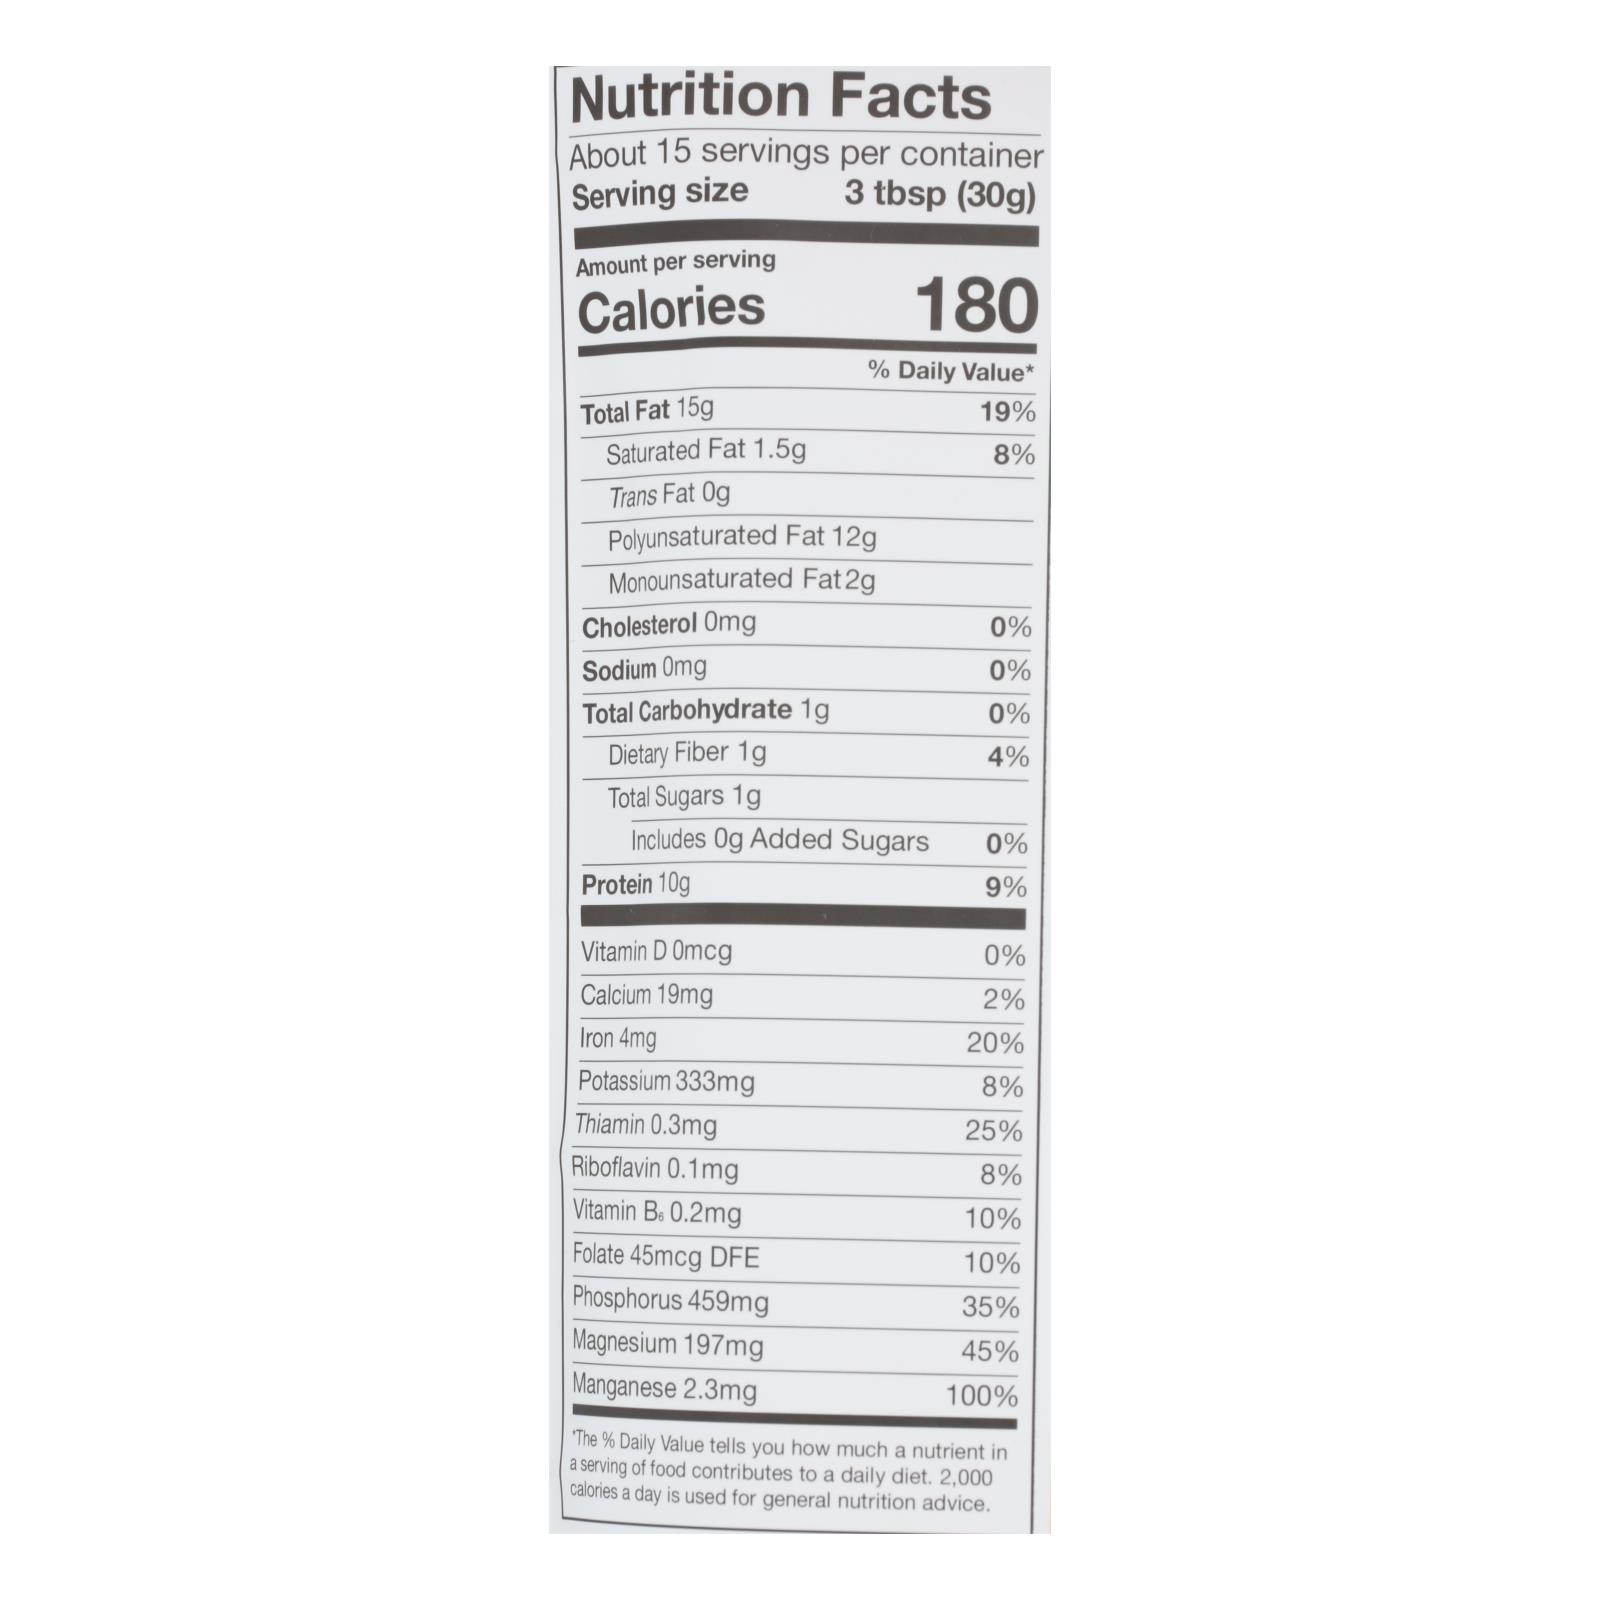 Nutrition Facts
About 15 servings per container
Serving size 3 tbsp (30g)
Amount per serving
Calories 180
% Daily Value*
Total Fat 15g 19%
Saturated Fat 1.5g 8%
Trans Fat 0g
Polyunsaturated Fat 12g
Monounsaturated Fat 2g
Cholesterol 0mg 0%
Sodium 0mg 0%
Total Carbohydrate 1g 0%
Dietary Fiber 1g 4%
Total Sugars 1g
Includes 0g Added Sugars 0%
Protein 10g 9%
Vitamin D 0mcg 0%
Calcium 19mg 2%
Iron 4mg 20%
Potassium 333mg 8%
Thiamin 0.3mg 25%
Riboflavin 0.1mg 8%
Vitamin B₆ 0.2mg 10%
Folate 45mcg DFE 10%
Phosphorus 459mg 35%
Magnesium 197mg 45%
Manganese 2.3mg 100%
*The % Daily Value tells you how much a nutrient in
a serving of food contributes to a daily diet. 2,000
calories a day is used for general nutrition advice.